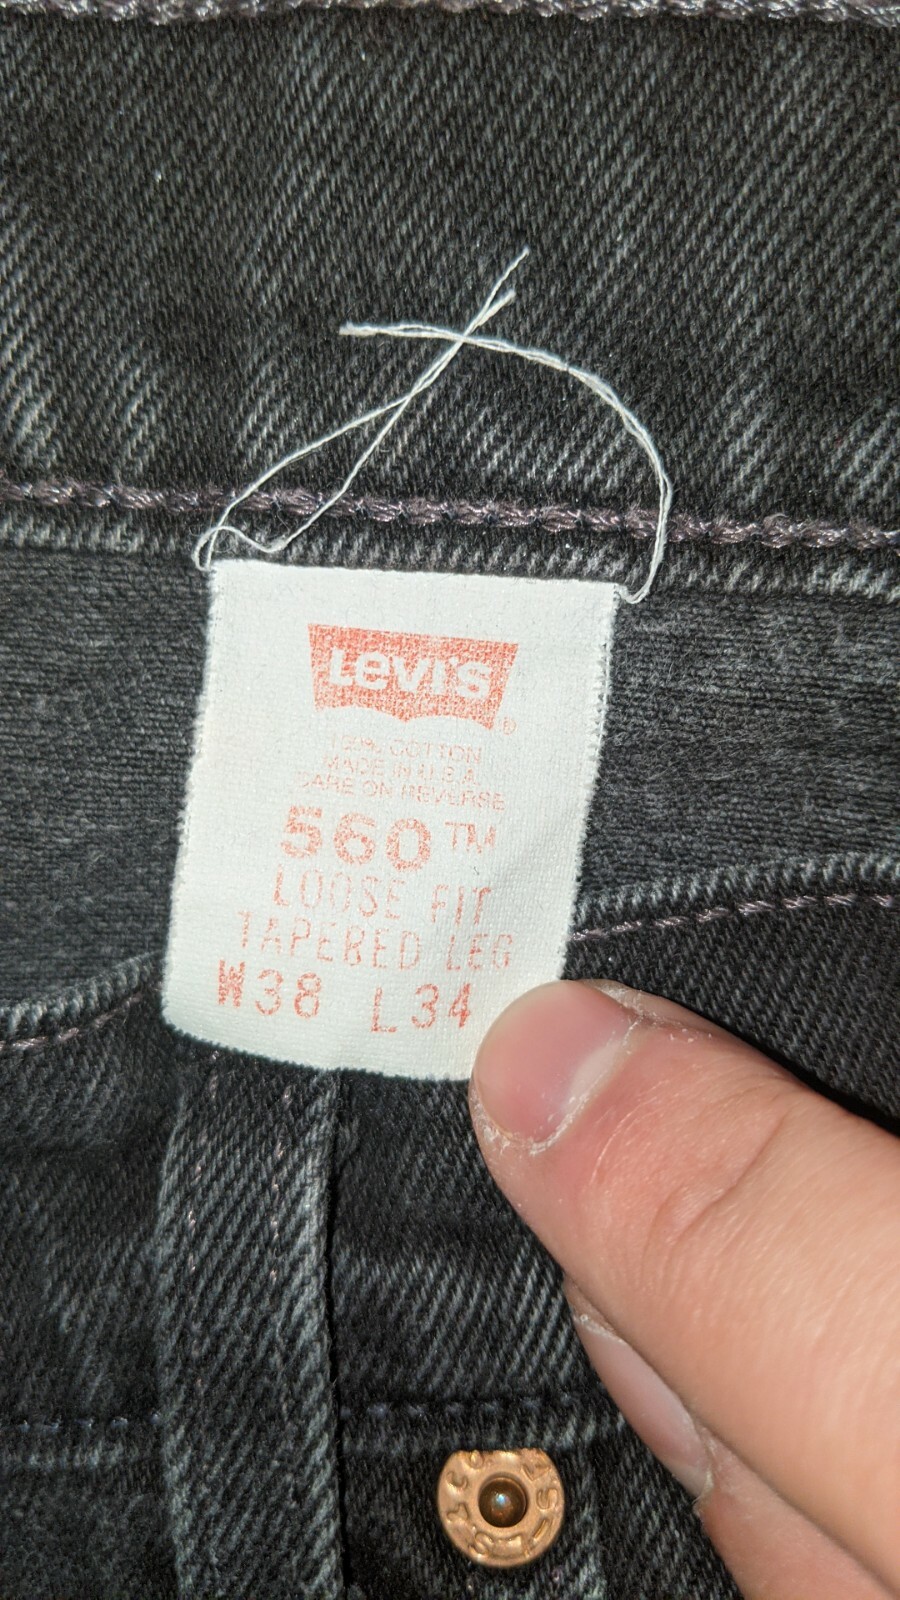 Levi's®
100% COTTON
MADE IN U.S.A.
CARE ON REVERSE
560™
LOOSE FIT
TAPERED LEG
W38 L34